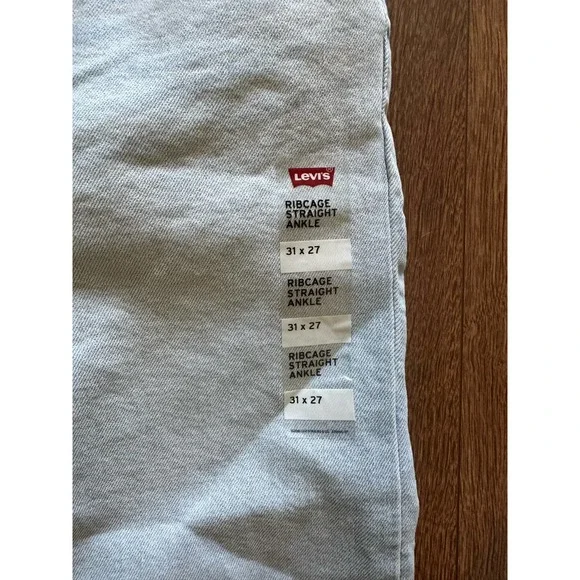 Levi's
RIBCAGE
STRAIGHT
ANKLE
31 x 27
RIBCAGE
STRAIGHT
ANKLE
31 x 27
RIBCAGE
STRAIGHT
ANKLE
31 x 27